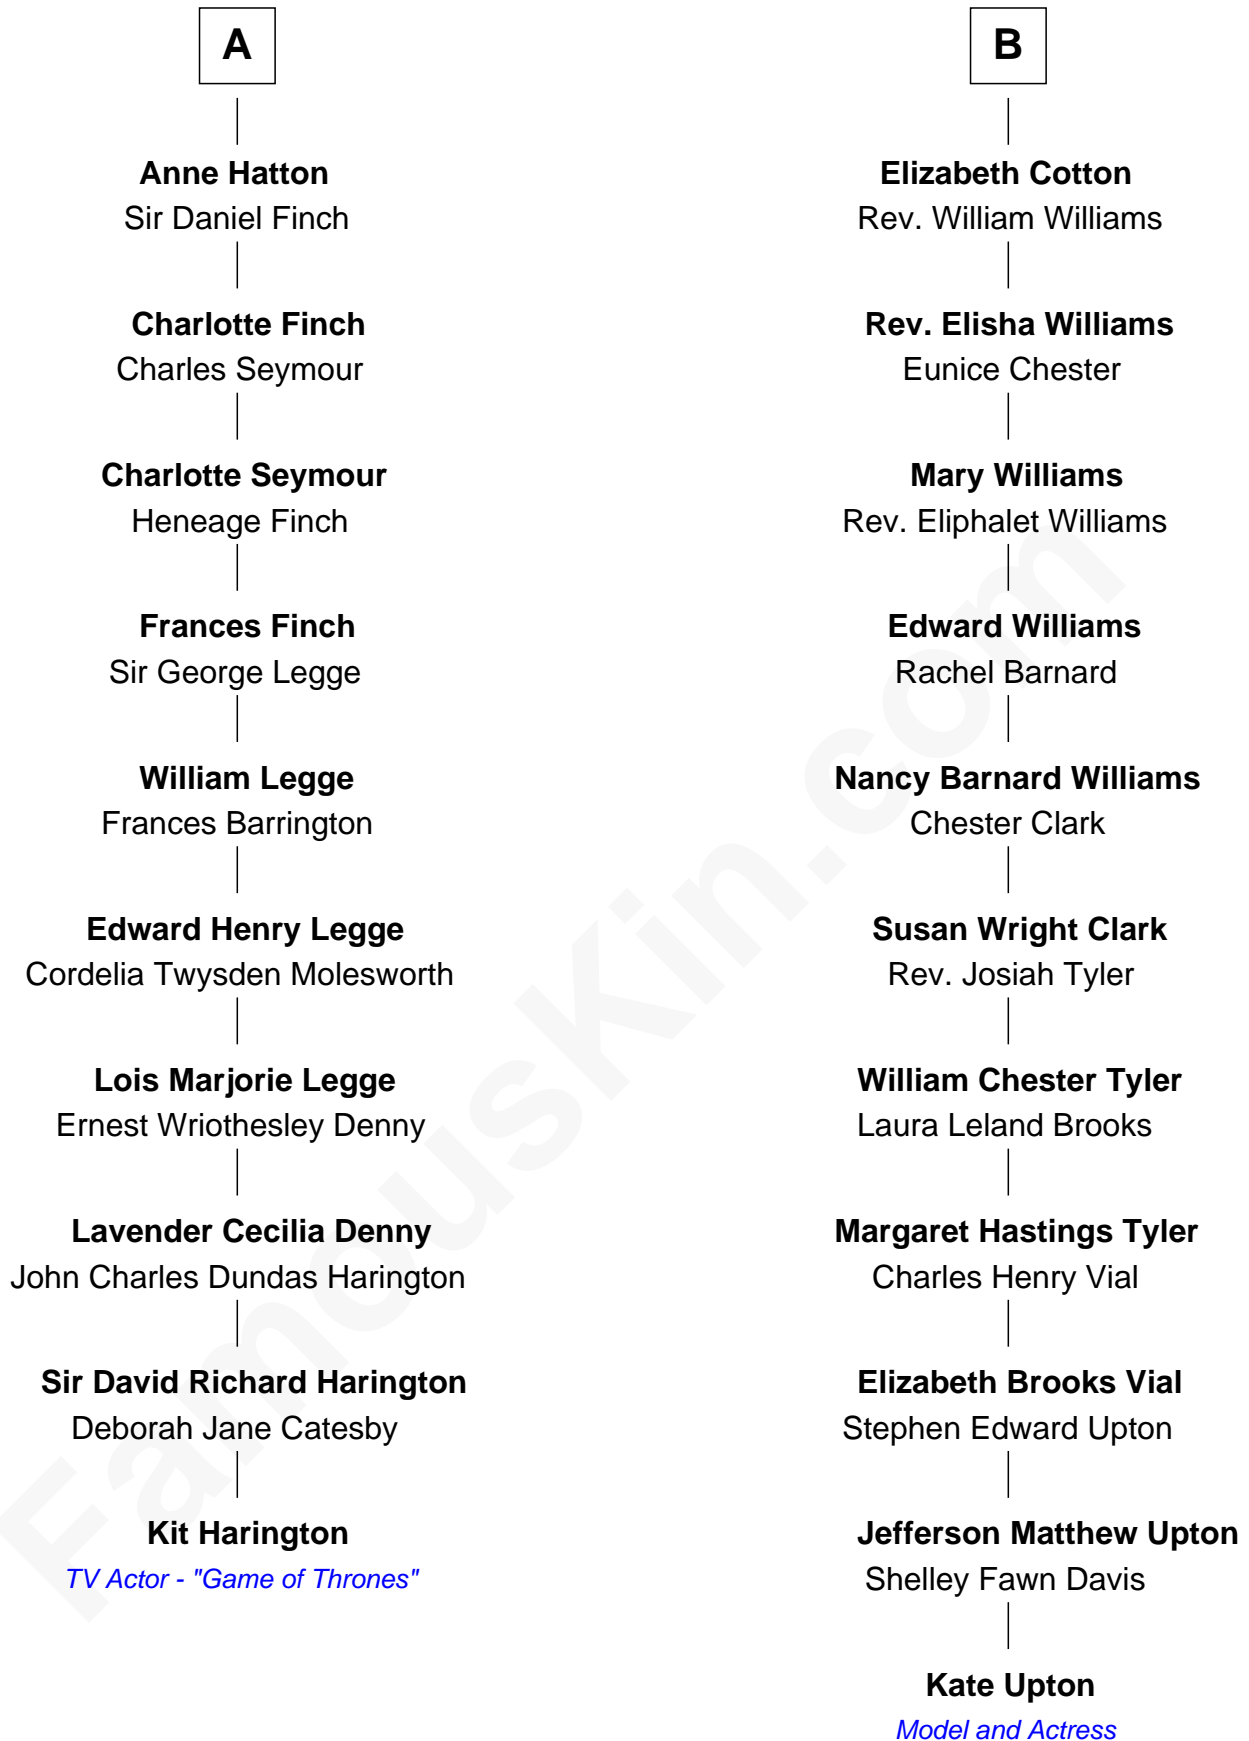 A
Anne Hatton
Sir Daniel Finch
Charlotte Finch
Charles Seymour
Charlotte Seymour
Heneage Finch
Frances Finch
Sir George Legge
William Legge
Frances Barrington
Edward Henry Legge
Cordelia Twysden Molesworth
Lois Marjorie Legge
Ernest Wriothesley Denny
Lavender Cecilia Denny
John Charles Dundas Harington
Sir David Richard Harington
Deborah Jane Catesby
Kit Harington
TV Actor - "Game of Thrones"
B
Elizabeth Cotton
Rev. William Williams
Rev. Elisha Williams
Eunice Chester
Mary Williams
Rev. Eliphalet Williams
Edward Williams
Rachel Barnard
Nancy Barnard Williams
Chester Clark
Susan Wright Clark
Rev. Josiah Tyler
William Chester Tyler
Laura Leland Brooks
Margaret Hastings Tyler
Charles Henry Vial
Elizabeth Brooks Vial
Stephen Edward Upton
Jefferson Matthew Upton
Shelley Fawn Davis
Kate Upton
Model and Actress
FamousKin.com